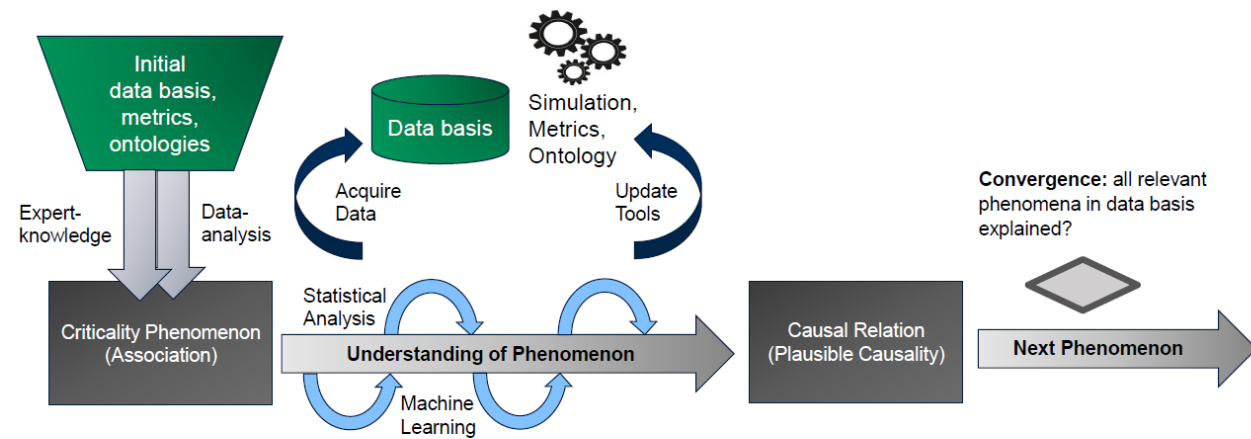 Initial
data basis,
metrics,
ontologies
Expert-
knowledge
Data-
analysis
Criticality Phenomenon
(Association)
Data basis
Simulation,
Metrics,
Ontology
Acquire
Data
Update
Tools
Statistical
Analysis
Understanding of Phenomenon
Machine
Learning
Causal Relation
(Plausible Causality)
Convergence: all relevant
phenomena in data basis
explained?
Next Phenomenon